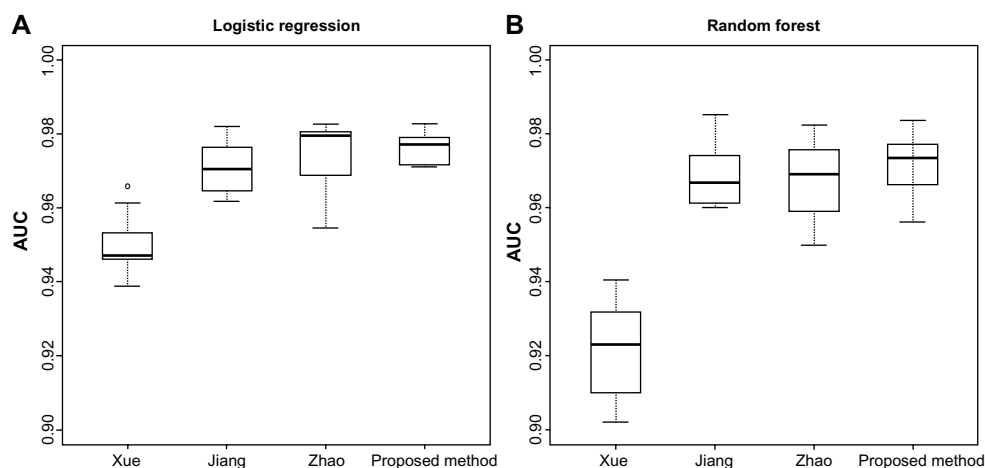 A
Logistic regression
AUC
1.00
0.98
0.96
0.94
0.92
0.90
Xue Jiang Zhao Proposed method
B
Random forest
AUC
1.00
0.98
0.96
0.94
0.92
0.90
Xue Jiang Zhao Proposed method